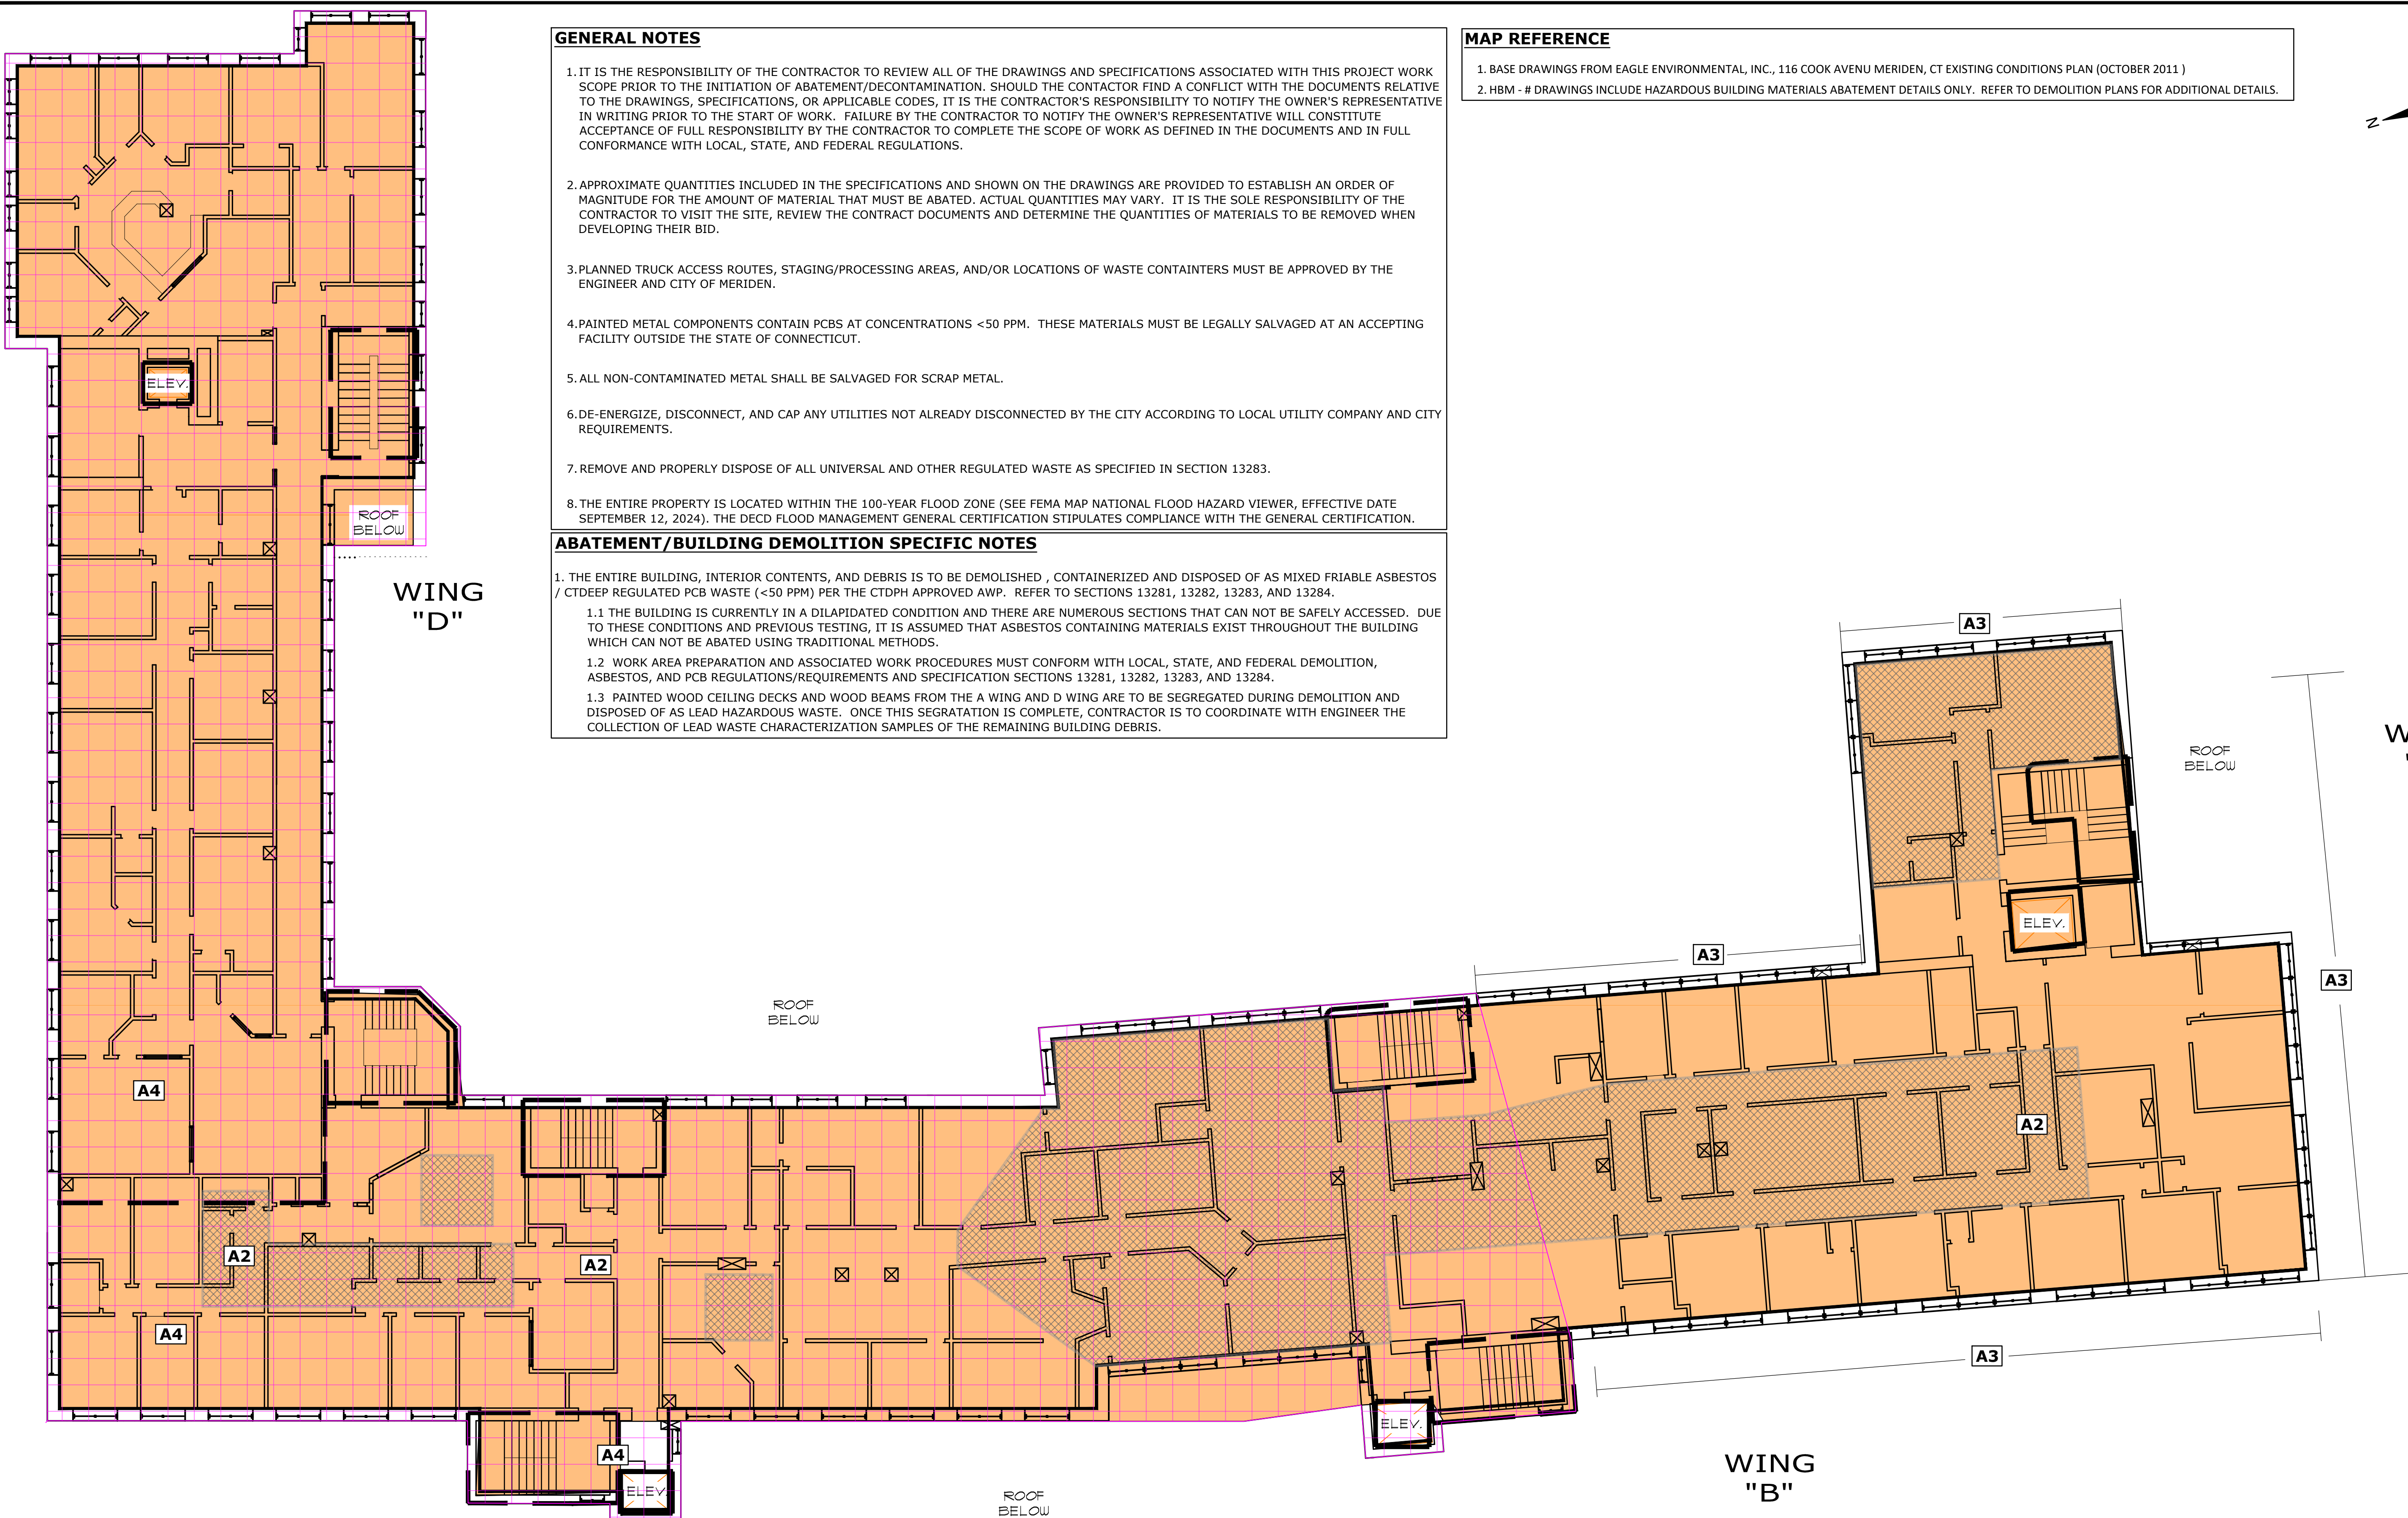 GENERAL NOTES
1. IT IS THE RESPONSIBILITY OF THE CONTRACTOR TO REVIEW ALL OF THE DRAWINGS AND SPECIFICATIONS ASSOCIATED WITH THIS PROJECT WORK
SCOPE PRIOR TO THE INITIATION OF ABATEMENT/DECONTAMINATION. SHOULD THE CONTACTOR FIND A CONFLICT WITH THE DOCUMENTS RELATIVE
TO THE DRAWINGS, SPECIFICATIONS, OR APPLICABLE CODES, IT IS THE CONTRACTOR'S RESPONSIBILITY TO NOTIFY THE OWNER'S REPRESENTATIVE
IN WRITING PRIOR TO THE START OF WORK. FAILURE BY THE CONTRACTOR TO NOTIFY THE OWNER'S REPRESENTATIVE WILL CONSTITUTE
ACCEPTANCE OF FULL RESPONSIBILITY BY THE CONTRACTOR TO COMPLETE THE SCOPE OF WORK AS DEFINED IN THE DOCUMENTS AND IN FULL
CONFORMANCE WITH LOCAL, STATE, AND FEDERAL REGULATIONS.
2. APPROXIMATE QUANTITIES INCLUDED IN THE SPECIFICATIONS AND SHOWN ON THE DRAWINGS ARE PROVIDED TO ESTABLISH AN ORDER OF
MAGNITUDE FOR THE AMOUNT OF MATERIAL THAT MUST BE ABATED. ACTUAL QUANTITIES MAY VARY. IT IS THE SOLE RESPONSIBILITY OF THE
CONTRACTOR TO VISIT THE SITE, REVIEW THE CONTRACT DOCUMENTS AND DETERMINE THE QUANTITIES OF MATERIALS TO BE REMOVED WHEN
DEVELOPING THEIR BID.
3. PLANNED TRUCK ACCESS ROUTES, STAGING/PROCESSING AREAS, AND/OR LOCATIONS OF WASTE CONTAINTERS MUST BE APPROVED BY THE
ENGINEER AND CITY OF MERIDEN.
4. PAINTED METAL COMPONENTS CONTAIN PCBS AT CONCENTRATIONS <50 PPM. THESE MATERIALS MUST BE LEGALLY SALVAGED AT AN ACCEPTING
FACILITY OUTSIDE THE STATE OF CONNECTICUT.
5. ALL NON-CONTAMINATED METAL SHALL BE SALVAGED FOR SCRAP METAL.
6. DE-ENERGIZE, DISCONNECT, AND CAP ANY UTILITIES NOT ALREADY DISCONNECTED BY THE CITY ACCORDING TO LOCAL UTILITY COMPANY AND CITY
REQUIREMENTS.
7. REMOVE AND PROPERLY DISPOSE OF ALL UNIVERSAL AND OTHER REGULATED WASTE AS SPECIFIED IN SECTION 13283.
8. THE ENTIRE PROPERTY IS LOCATED WITHIN THE 100-YEAR FLOOD ZONE (SEE FEMA MAP NATIONAL FLOOD HAZARD VIEWER, EFFECTIVE DATE
SEPTEMBER 12, 2024). THE DECD FLOOD MANAGEMENT GENERAL CERTIFICATION STIPULATES COMPLIANCE WITH THE GENERAL CERTIFICATION.
ABATEMENT/BUILDING DEMOLITION SPECIFIC NOTES
1. THE ENTIRE BUILDING, INTERIOR CONTENTS, AND DEBRIS IS TO BE DEMOLISHED , CONTAINERIZED AND DISPOSED OF AS MIXED FRIABLE ASBESTOS
/ CTDEEP REGULATED PCB WASTE (<50 PPM) PER THE CTDPH APPROVED AWP. REFER TO SECTIONS 13281, 13282, 13283, AND 13284.
1.1 THE BUILDING IS CURRENTLY IN A DILAPIDATED CONDITION AND THERE ARE NUMEROUS SECTIONS THAT CAN NOT BE SAFELY ACCESSED. DUE
TO THESE CONDITIONS AND PREVIOUS TESTING, IT IS ASSUMED THAT ASBESTOS CONTAINING MATERIALS EXIST THROUGHOUT THE BUILDING
WHICH CAN NOT BE ABATED USING TRADITIONAL METHODS.
1.2 WORK AREA PREPARATION AND ASSOCIATED WORK PROCEDURES MUST CONFORM WITH LOCAL, STATE, AND FEDERAL DEMOLITION,
ASBESTOS, AND PCB REGULATIONS/REQUIREMENTS AND SPECIFICATION SECTIONS 13281, 13282, 13283, AND 13284.
1.3 PAINTED WOOD CEILING DECKS AND WOOD BEAMS FROM THE A WING AND D WING ARE TO BE SEGREGATED DURING DEMOLITION AND
DISPOSED OF AS LEAD HAZARDOUS WASTE. ONCE THIS SEGRATATION IS COMPLETE, CONTRACTOR IS TO COORDINATE WITH ENGINEER THE
COLLECTION OF LEAD WASTE CHARACTERIZATION SAMPLES OF THE REMAINING BUILDING DEBRIS.
MAP REFERENCE
1. BASE DRAWINGS FROM EAGLE ENVIRONMENTAL, INC., 116 COOK AVENU MERIDEN, CT EXISTING CONDITIONS PLAN (OCTOBER 2011 )
2. HBM - # DRAWINGS INCLUDE HAZARDOUS BUILDING MATERIALS ABATEMENT DETAILS ONLY. REFER TO DEMOLITION PLANS FOR ADDITIONAL DETAILS.
N
ELEV.
ROOF
BELOW
WING
"D"
A3
ROOF
BELOW
W
ELEV.
A3
A3
ROOF
BELOW
A4
A2
A2
A2
A4
A3
ELEV.
A4
ELEV.
WING
"B"
ROOF
BELOW